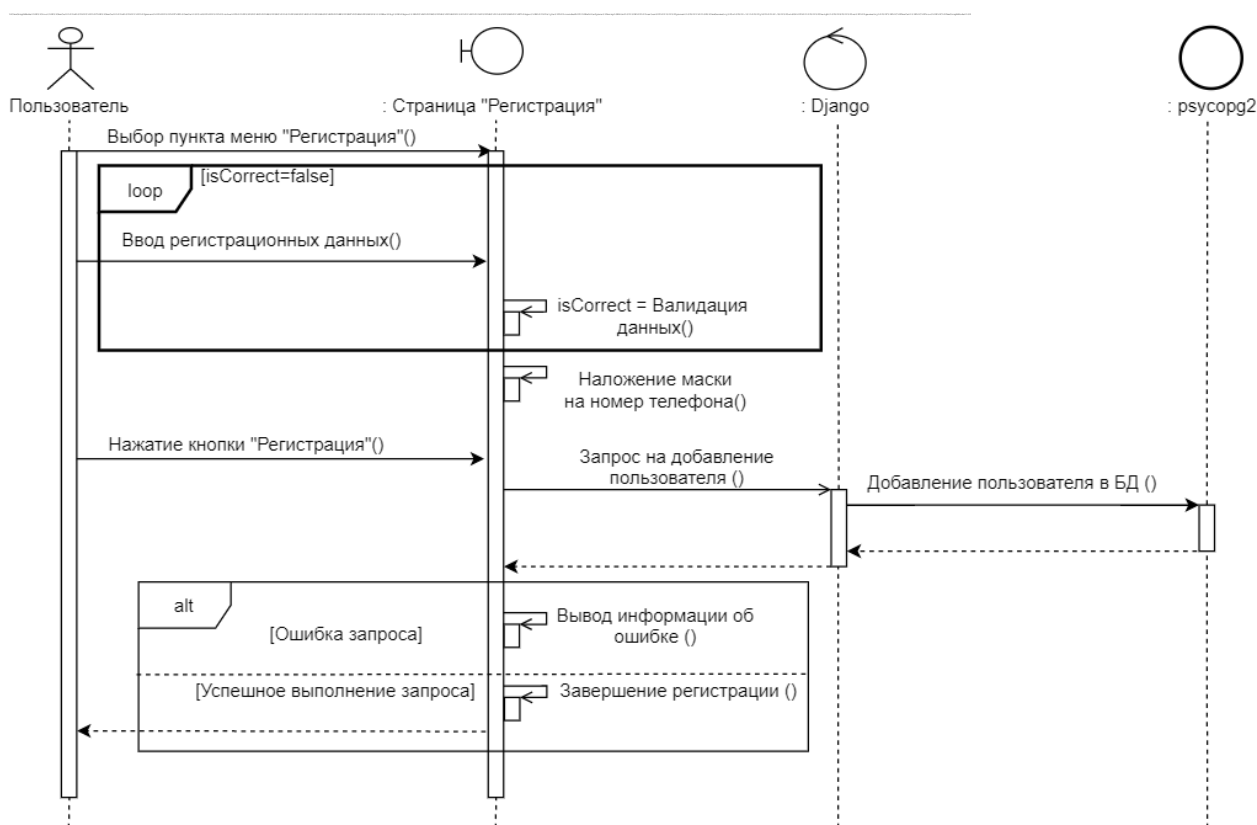 Пользователь
: Страница "Регистрация"
: Django
: psycopg2
Выбор пункта меню "Регистрация"()
loop
[isCorrect=false]
Ввод регистрационных данных()
isCorrect = Валидация
данных()
Наложение маски
на номер телефона()
Нажатие кнопки "Регистрация"()
Запрос на добавление
пользователя ()
Добавление пользователя в БД ()
alt
[Ошибка запроса]
Вывод информации об
ошибке ()
[Успешное выполнение запроса]
Завершение регистрации ()